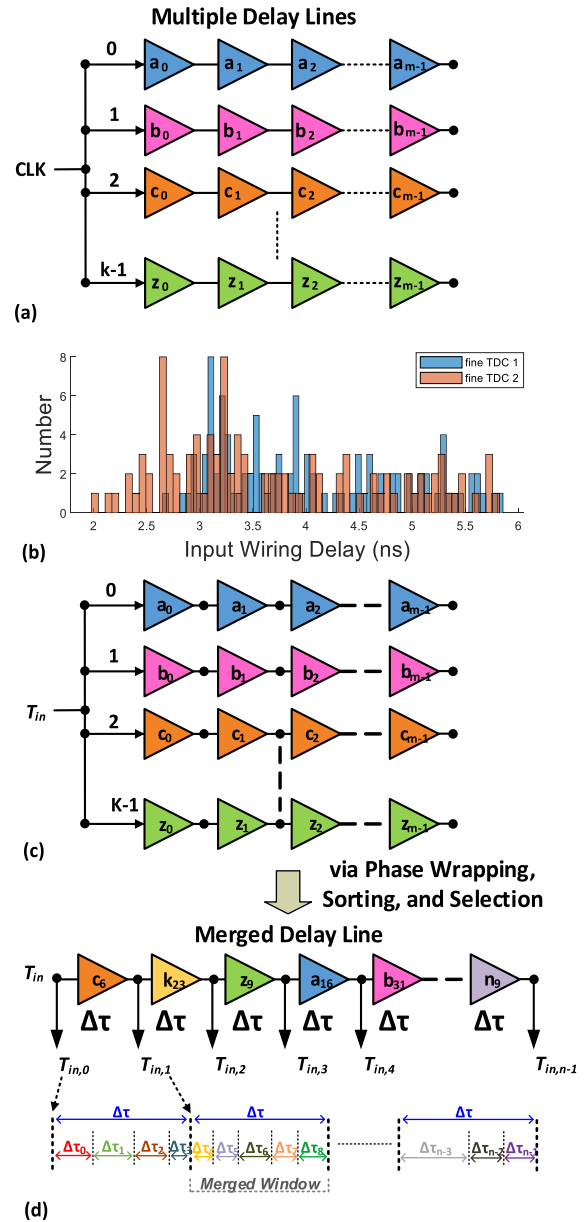 Multiple Delay Lines
0
a0 a1 a2 am-1
1
b0 b1 b2 bm-1
CLK
2
c0 c1 c2 cm-1
k-1
z0 z1 z2 zm-1
(a)
8
6
4
2
0
Number
fine TDC 1
fine TDC 2
2 2.5 3 3.5 4 4.5 5 5.5 6
Input Wiring Delay (ns)
(b)
0
a0 a1 a2 am-1
1
b0 b1 b2 bm-1
Tin
2
c0 c1 c2 cm-1
K-1
z0 z1 z2 zm-1
(c)
via Phase Wrapping,
Sorting, and Selection
Merged Delay Line
Tin c6 k23 z9 a16 b31 n9
Δτ Δτ Δτ Δτ Δτ Δτ
Tin,0 Tin,1 Tin,2 Tin,3 Tin,4 Tin,n-1
Δτ Δτ Δτ
Δτ0 Δτ1 Δτ2 Δτ3 Δτ4 Δτ5 Δτ6 Δτ7 Δτ8 Δτn-3 Δτn-2 Δτn-1
Merged Window
(d)